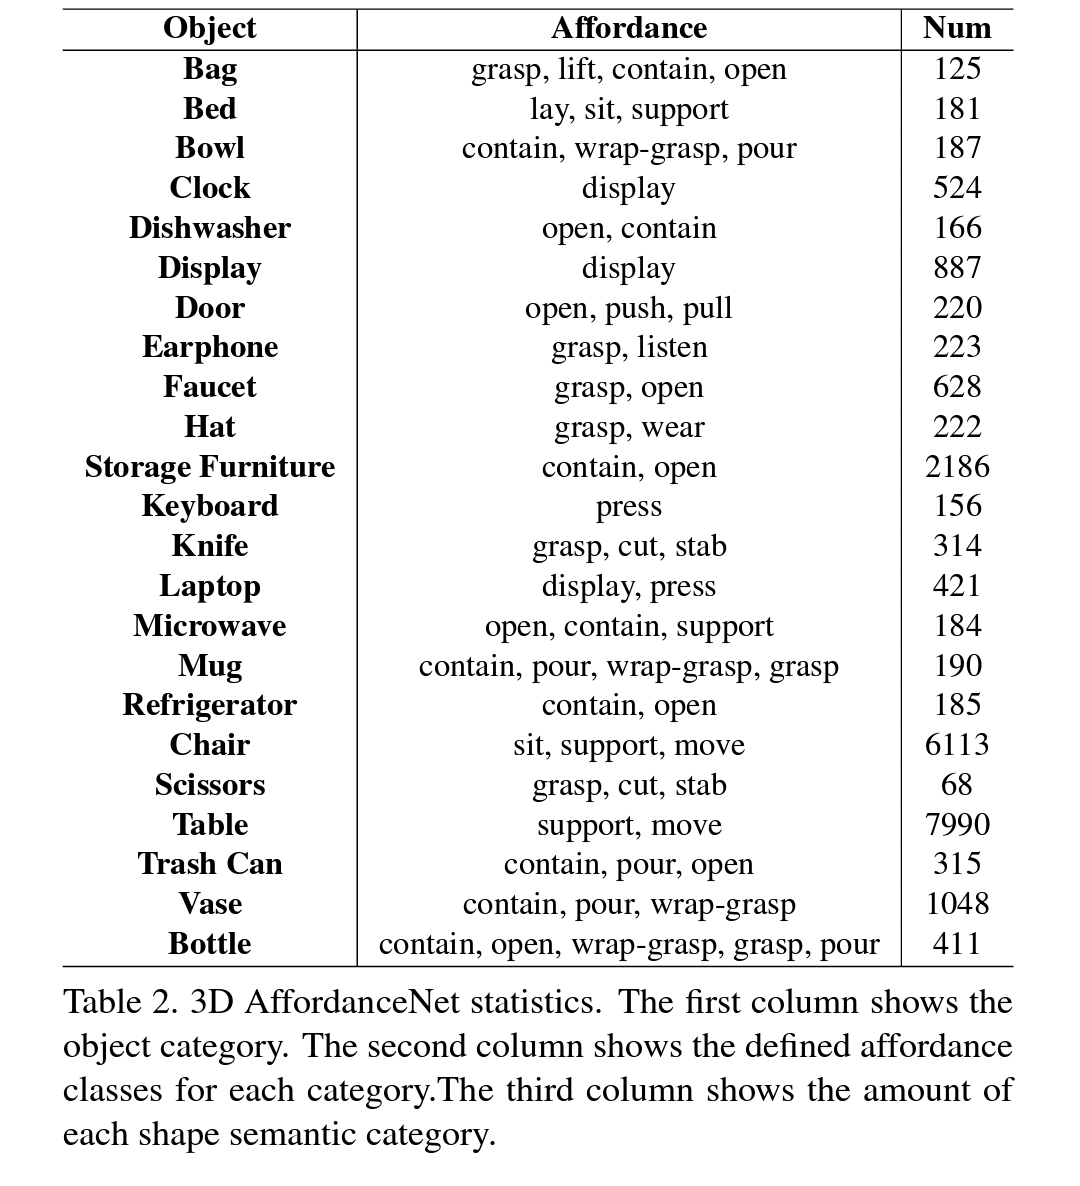 Object Affordance Num
Bag grasp, lift, contain, open 125
Bed lay, sit, support 181
Bowl contain, wrap-grasp, pour 187
Clock display 524
Dishwasher open, contain 166
Display display 887
Door open, push, pull 220
Earphone grasp, listen 223
Faucet grasp, open 628
Hat grasp, wear 222
Storage Furniture contain, open 2186
Keyboard press 156
Knife grasp, cut, stab 314
Laptop display, press 421
Microwave open, contain, support 184
Mug contain, pour, wrap-grasp, grasp 190
Refrigerator contain, open 185
Chair sit, support, move 6113
Scissors grasp, cut, stab 68
Table support, move 7990
Trash Can contain, pour, open 315
Vase contain, pour, wrap-grasp 1048
Bottle contain, open, wrap-grasp, grasp, pour 411
Table 2. 3D AffordanceNet statistics. The first column shows the
object category. The second column shows the defined affordance
classes for each category.The third column shows the amount of
each shape semantic category.